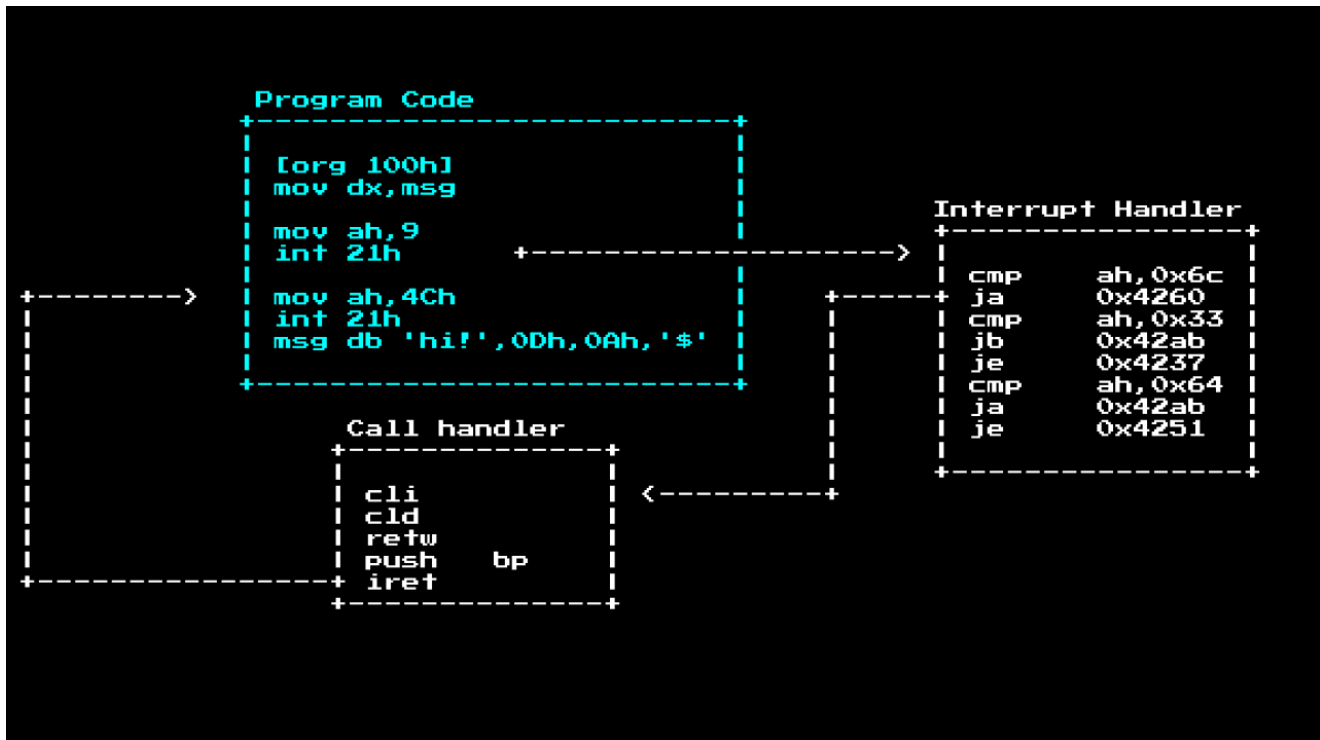 Program Code
[org 100h]
mov dx,msg
mov ah,9
int 21h
mov ah,4Ch
int 21h
msg db 'hi!',0Dh,0Ah,'$'
Interrupt Handler
cmp ah,0x6c
ja 0x4260
cmp ah,0x33
jb 0x42ab
je 0x4237
cmp ah,0x64
ja 0x42ab
je 0x4251
Call handler
cli
cld
retw
push bp
iret